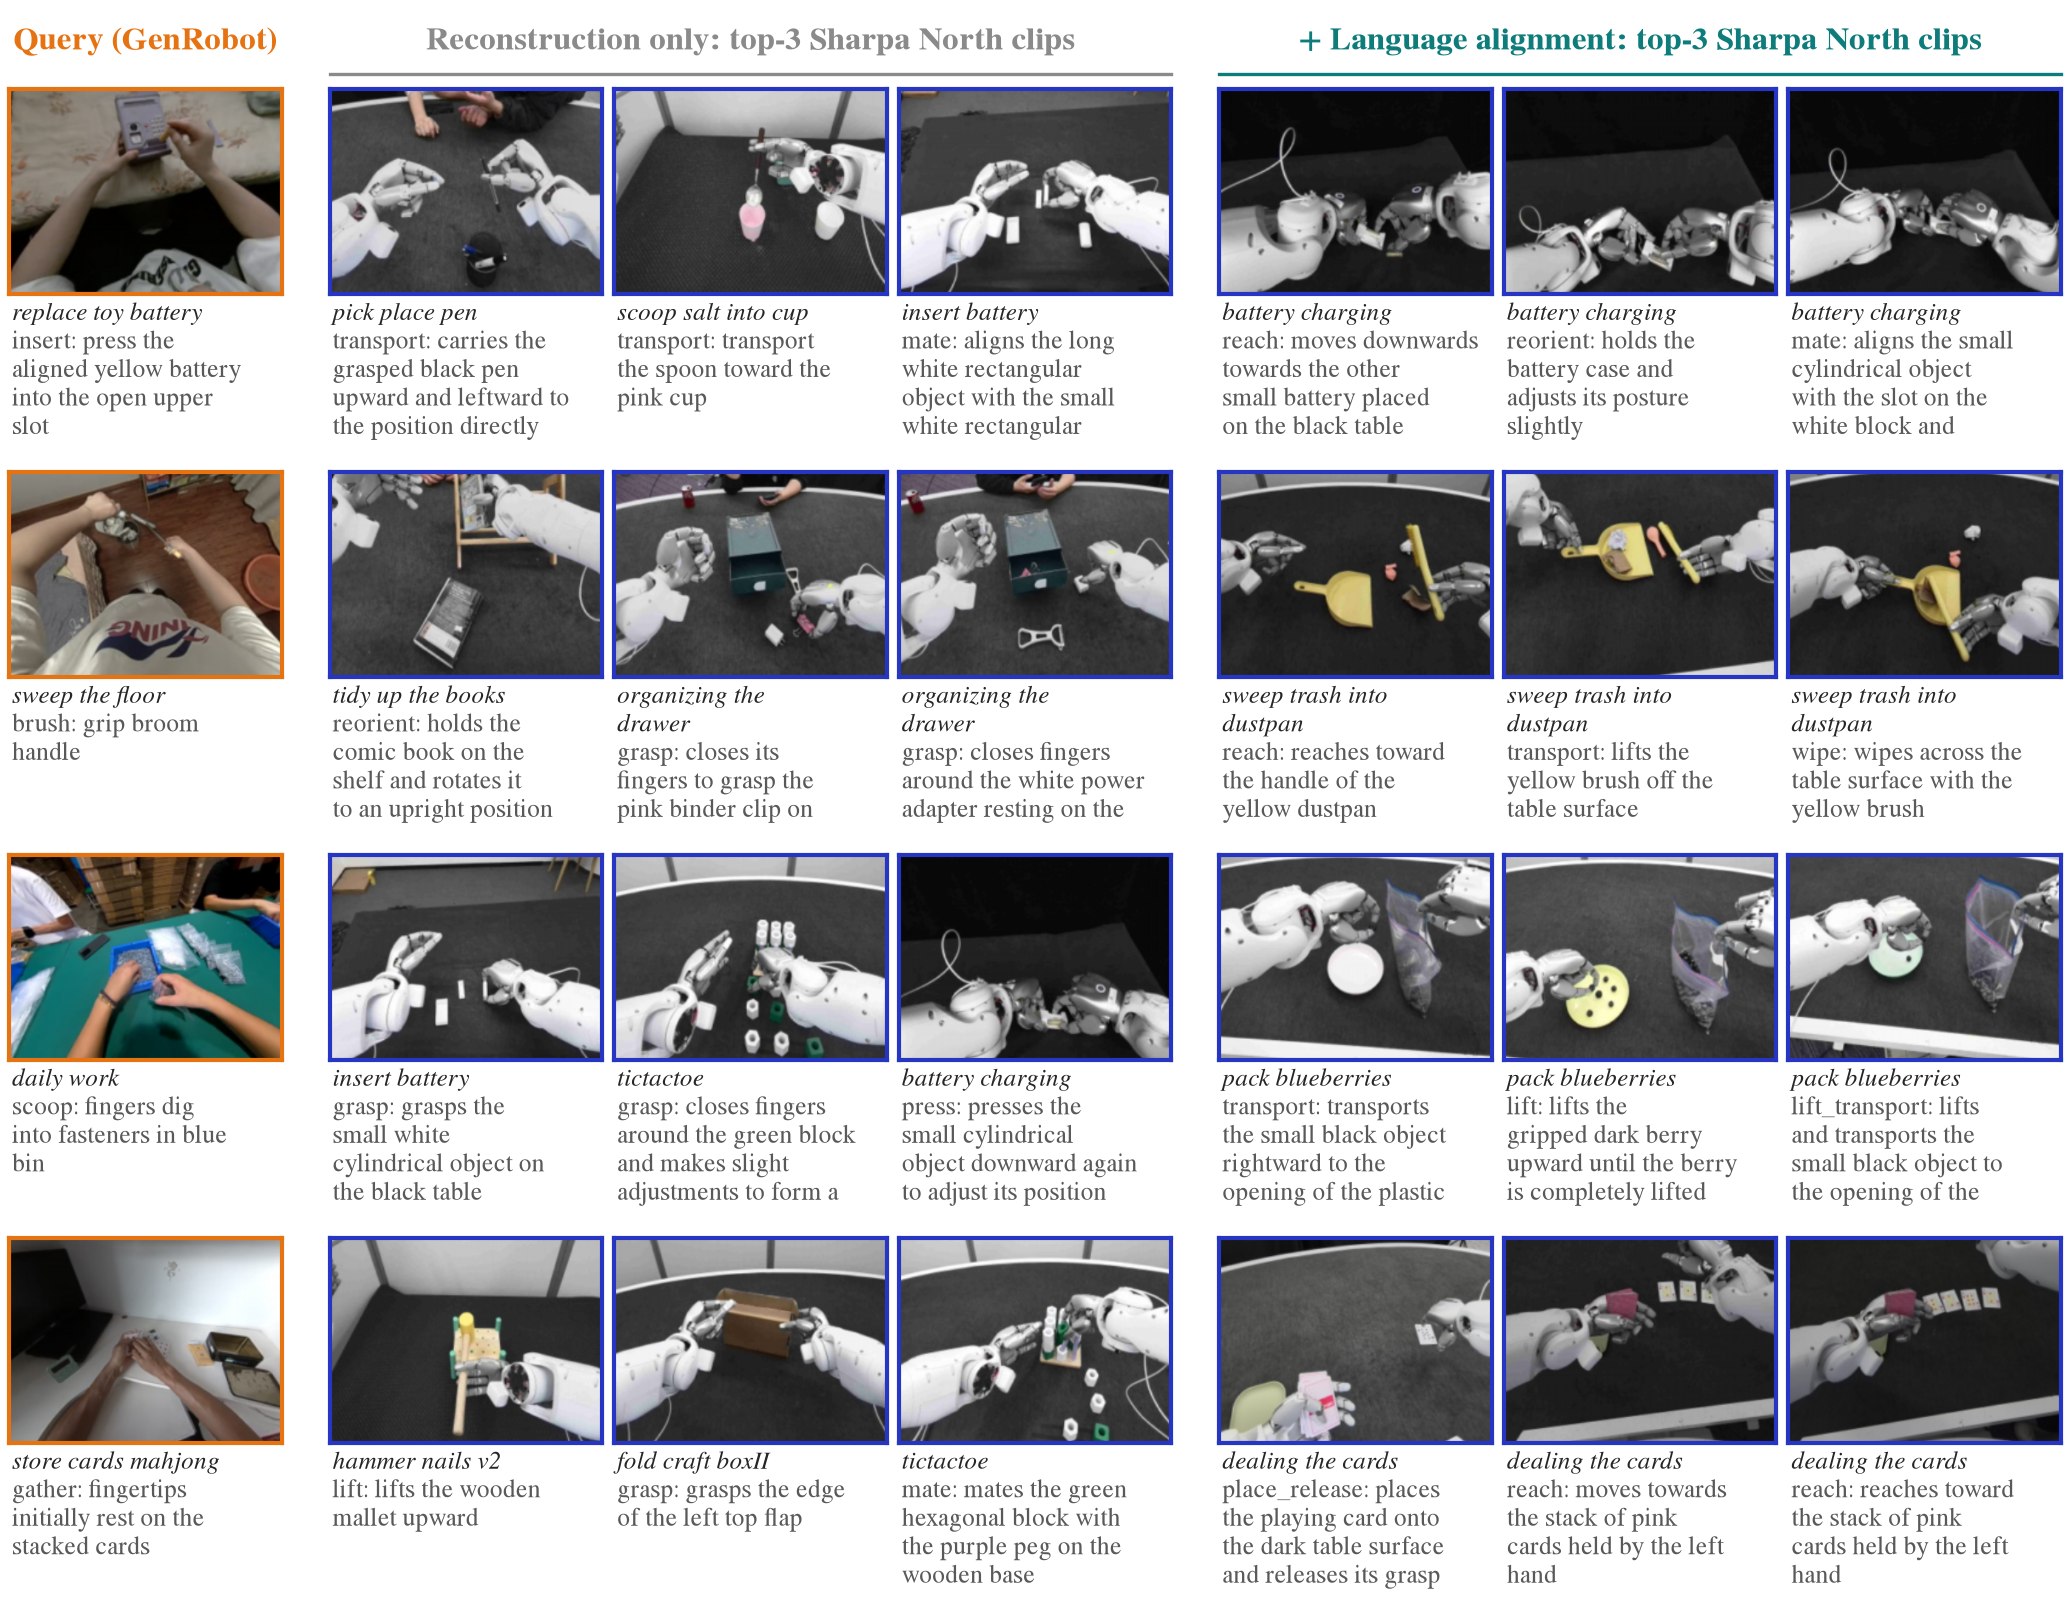 Query (GenRobot)
Reconstruction only: top-3 Sharpa North clips
+ Language alignment: top-3 Sharpa North clips
replace toy battery
insert: press the
aligned yellow battery
into the open upper
slot
pick place pen
transport: carries the
grasped black pen
upward and leftward to
the position directly
scoop salt into cup
transport: transport
the spoon toward the
pink cup
insert battery
mate: aligns the long
white rectangular
object with the small
white rectangular
battery charging
reach: moves downwards
towards the other
small battery placed
on the black table
battery charging
reorient: holds the
battery case and
adjusts its posture
slightly
battery charging
mate: aligns the small
cylindrical object
with the slot on the
white block and
sweep the floor
brush: grip broom
handle
tidy up the books
reorient: holds the
comic book on the
shelf and rotates it
to an upright position
organizing the
drawer
grasp: closes its
fingers to grasp the
pink binder clip on
organizing the
drawer
grasp: closes fingers
around the white power
adapter resting on the
sweep trash into
dustpan
reach: reaches toward
the handle of the
yellow dustpan
sweep trash into
dustpan
transport: lifts the
yellow brush off the
table surface
sweep trash into
dustpan
wipe: wipes across the
table surface with the
yellow brush
daily work
scoop: fingers dig
into fasteners in blue
bin
insert battery
grasp: grasps the
small white
cylindrical object on
the black table
tictactoe
grasp: closes fingers
around the green block
and makes slight
adjustments to form a
battery charging
press: presses the
small cylindrical
object downward again
to adjust its position
pack blueberries
transport: transports
the small black object
rightward to the
opening of the plastic
pack blueberries
lift: lifts the
gripped dark berry
upward until the berry
is completely lifted
pack blueberries
lift_transport: lifts
and transports the
small black object to
the opening of the
store cards mahjong
gather: fingertips
initially rest on the
stacked cards
hammer nails v2
lift: lifts the wooden
mallet upward
fold craft boxII
grasp: grasps the edge
of the left top flap
tictactoe
mate: mates the green
hexagonal block with
the purple peg on the
wooden base
dealing the cards
place_release: places
the playing card onto
the dark table surface
and releases its grasp
dealing the cards
reach: moves towards
the stack of pink
cards held by the left
hand
dealing the cards
reach: reaches toward
the stack of pink
cards held by the left
hand